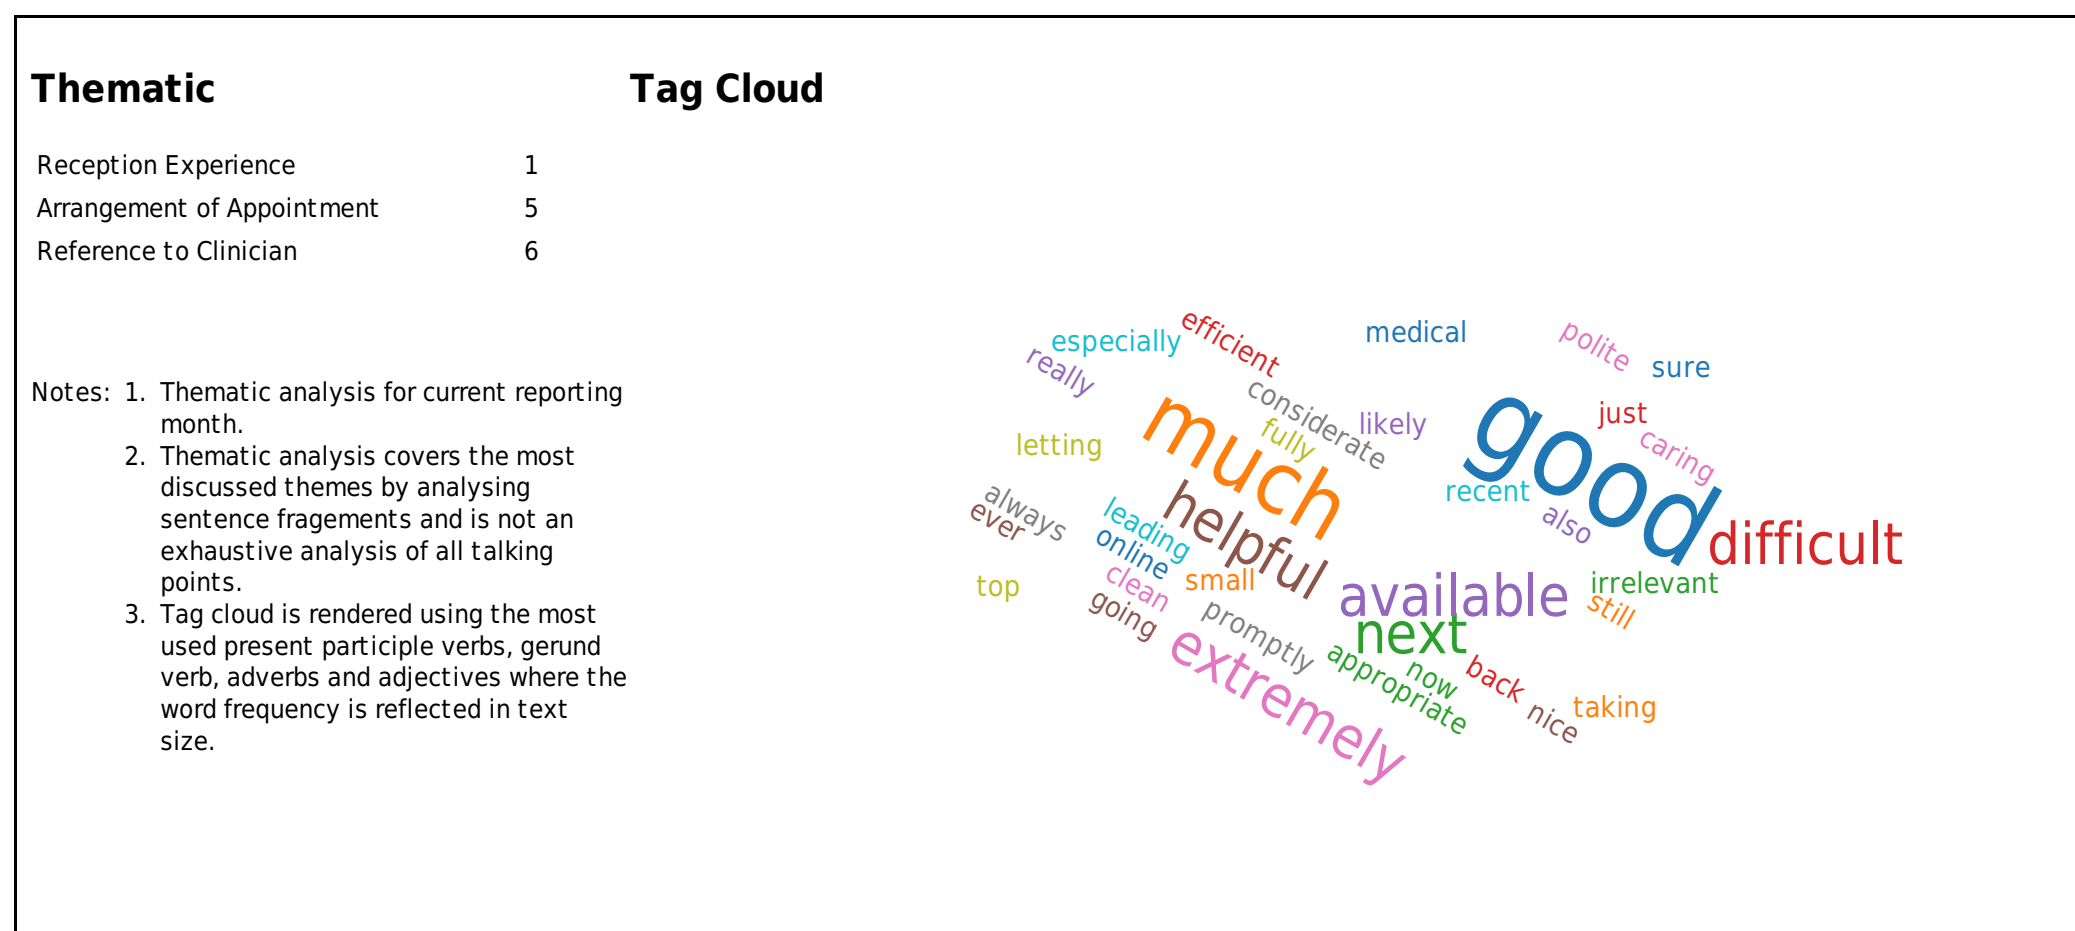 Thematic
Tag Cloud
Reception Experience 1
Arrangement of Appointment 5
Reference to Clinician 6
Notes: 1. Thematic analysis for current reporting
month.
2. Thematic analysis covers the most
discussed themes by analysing
sentence fragements and is not an
exhaustive analysis of all talking
points.
3. Tag cloud is rendered using the most
used present participle verbs, gerund
verb, adverbs and adjectives where the
word frequency is reflected in text
size.
efficient
medical
polite
especially
really
sure
considerate
much
likely
good
just
fully
caring
letting
recent
helpful
always
ever
leading
also
online
difficult
clean
small
available
irrelevant
top
going
promptly
still
next
extremely
appropriate
now
back
nice
taking